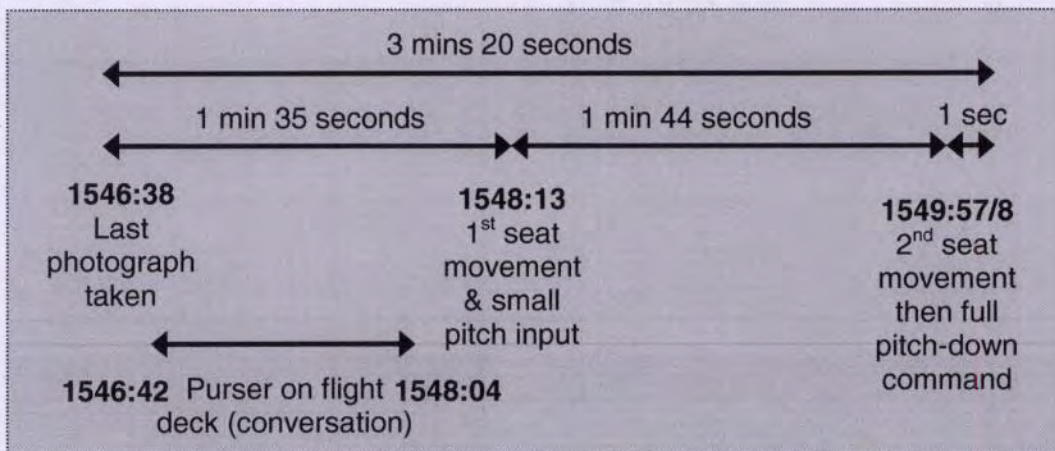 3 mins 20 seconds
1 min 35 seconds
1 min 44 seconds
1 sec
1546:38
Last
photograph
taken
1548:13
1st seat
movement
& small
pitch input
1549:57/8
2nd seat
movement
then full
pitch-down
command
1546:42 Purser on flight 1548:04
deck (conversation)